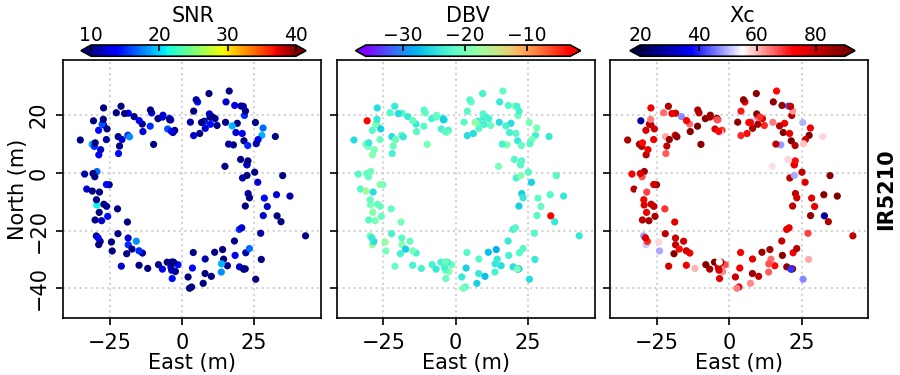 SNR
DBV
Xc
10 20 30 40
−30 −20 −10
20 40 60 80
20
0
−20
−40
North (m)
−25 0 25
−25 0 25
−25 0 25
East (m)
East (m)
East (m)
IR5210